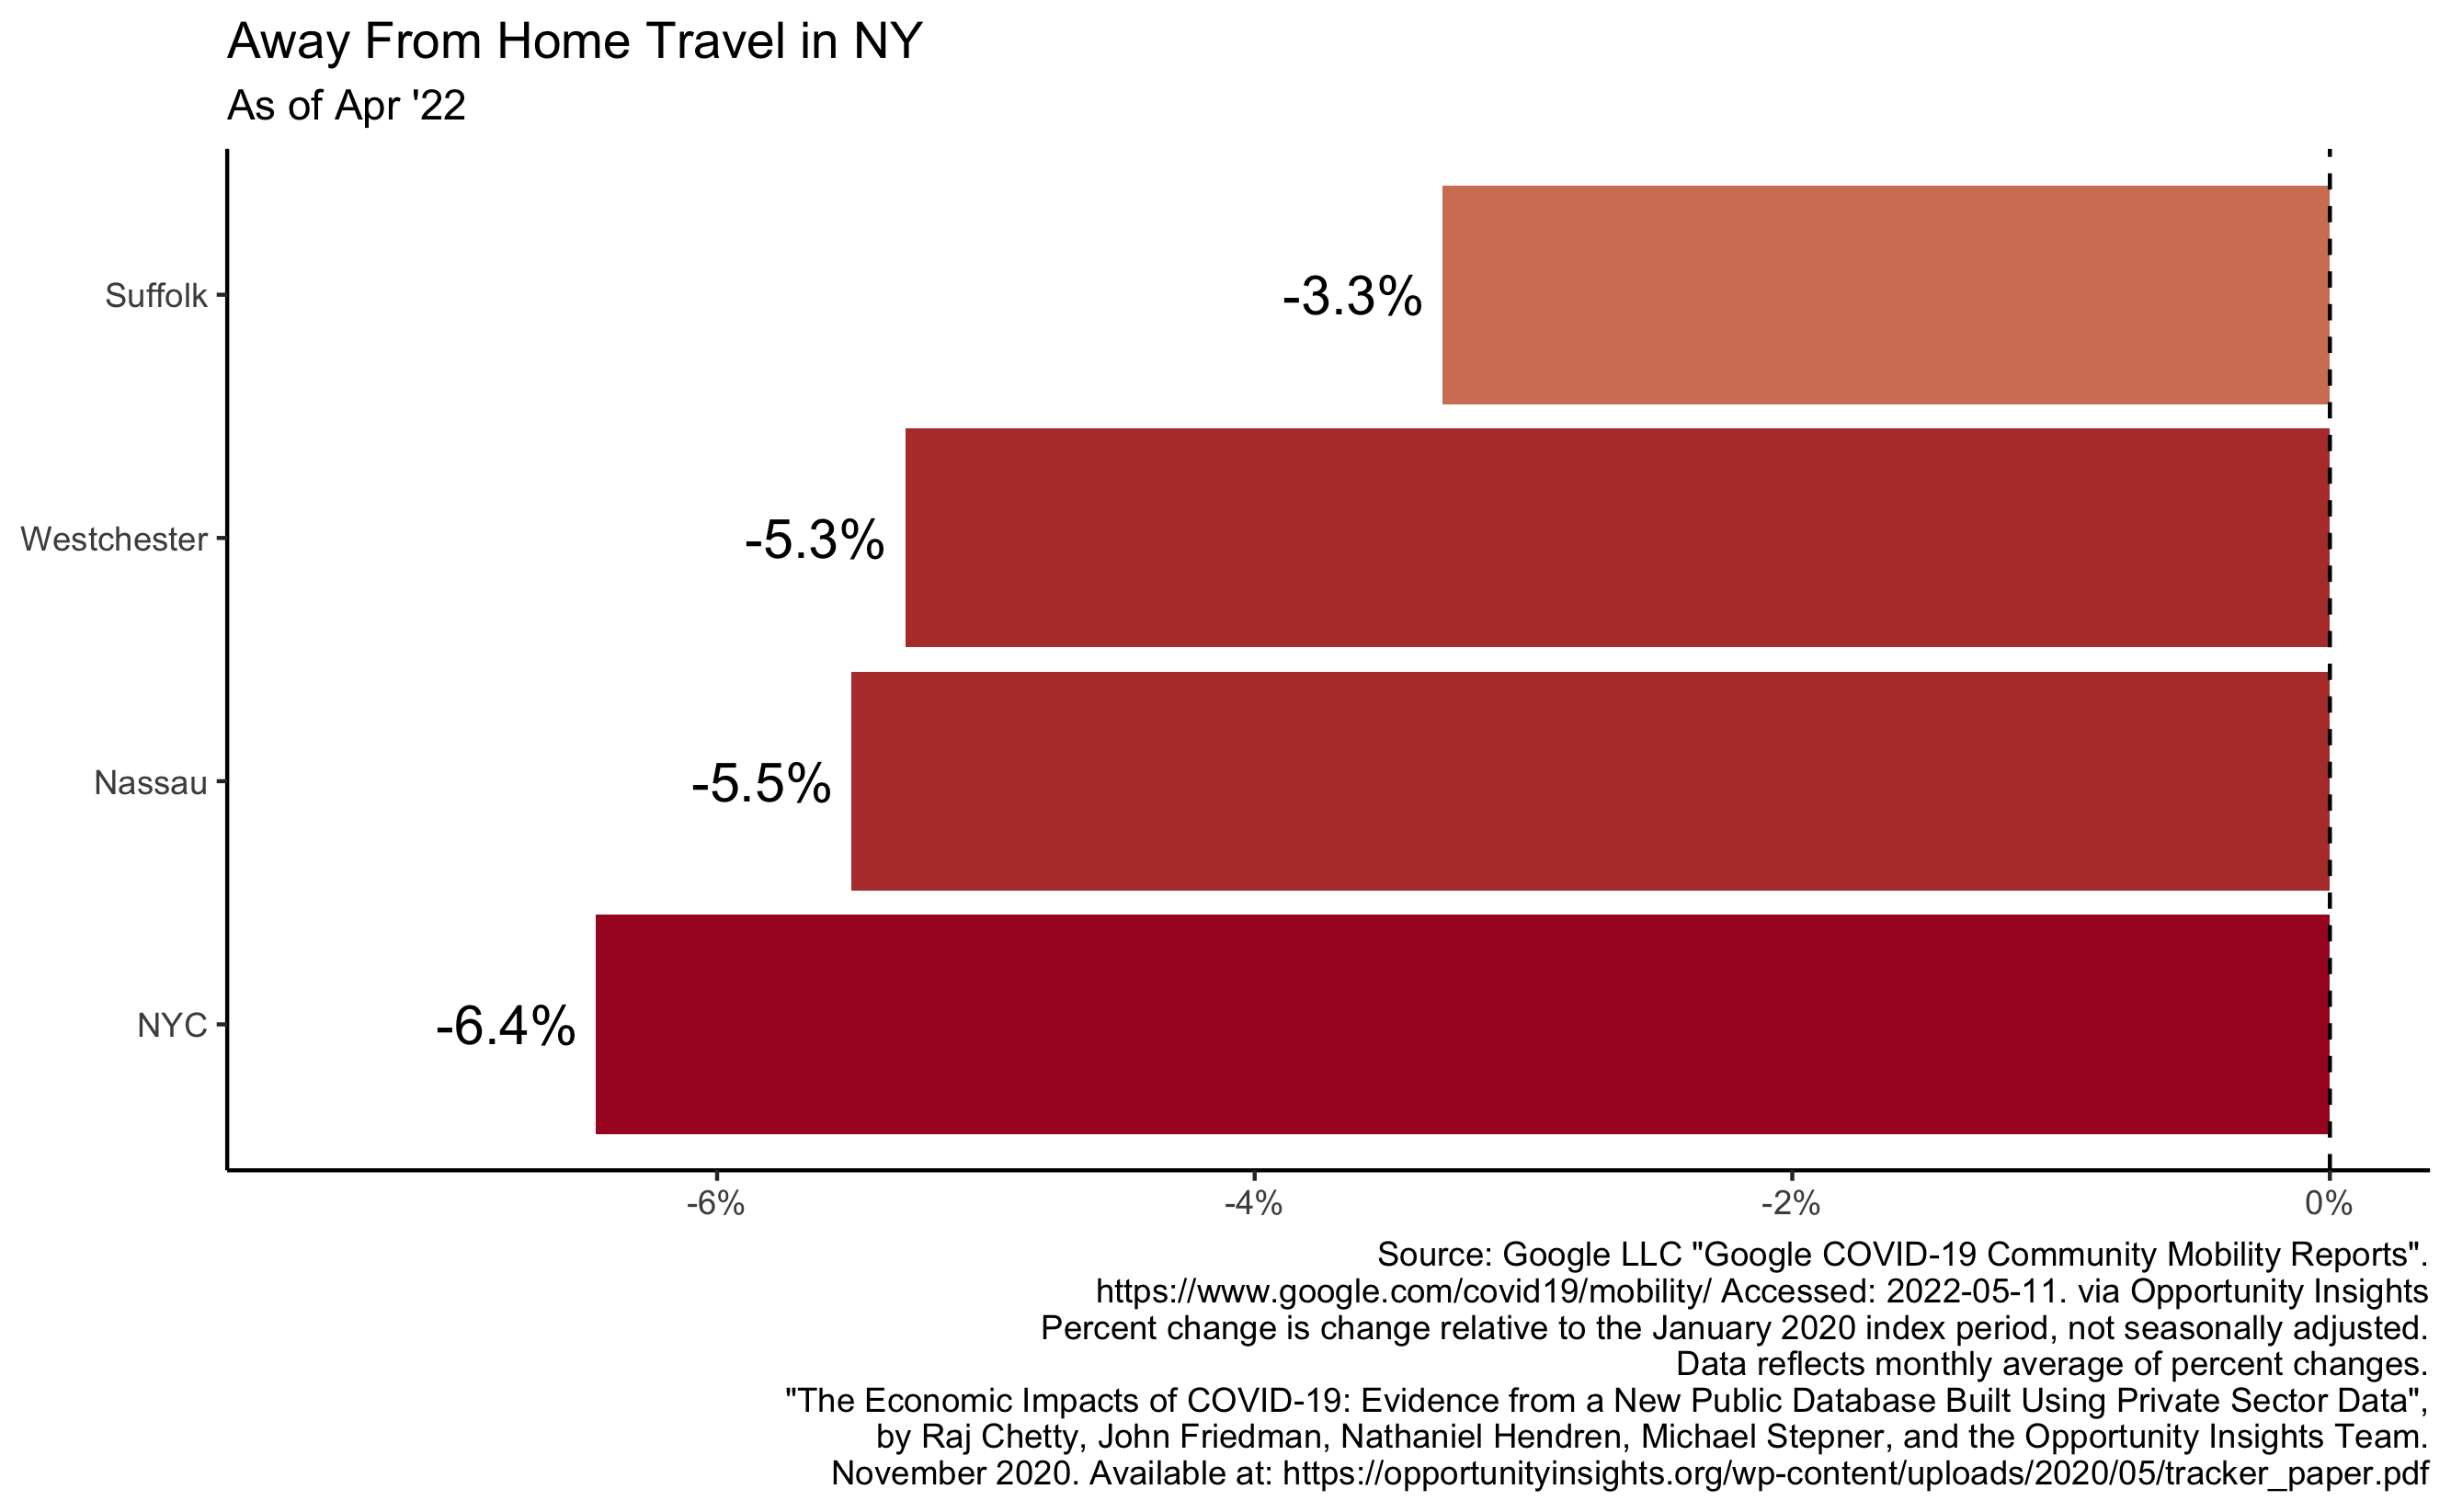 Away From Home Travel in NY
As of Apr '22
Suffolk
-3.3%
Westchester
-5.3%
Nassau
-5.5%
NYC
-6.4%
-6%
-4%
-2%
0%
Source: Google LLC "Google COVID-19 Community Mobility Reports".
https://www.google.com/covid19/mobility/ Accessed: 2022-05-11. via Opportunity Insights
Percent change is change relative to the January 2020 index period, not seasonally adjusted.
Data reflects monthly average of percent changes.
"The Economic Impacts of COVID-19: Evidence from a New Public Database Built Using Private Sector Data",
by Raj Chetty, John Friedman, Nathaniel Hendren, Michael Stepner, and the Opportunity Insights Team.
November 2020. Available at: https://opportunityinsights.org/wp-content/uploads/2020/05/tracker_paper.pdf